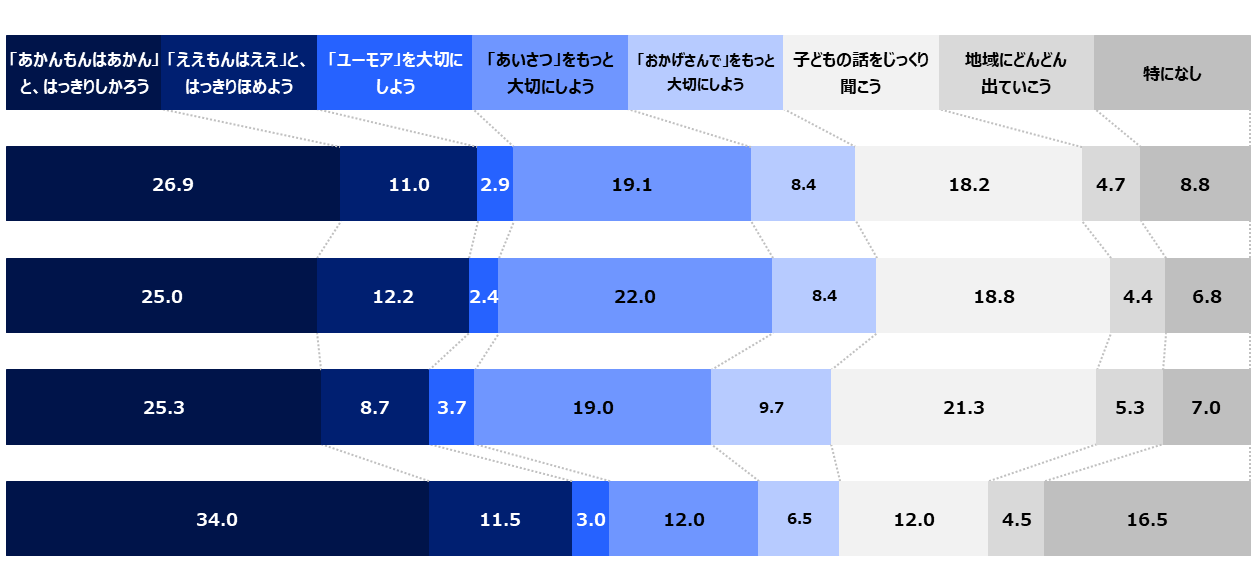 「あかんもんはあかん」
と、はっきりしかろう
「ええもんはええ」と、
はっきりほめよう
「ユーモア」を大切に
しよう
「あいさつ」をもっと
大切にしよう
「おかげさんで」をもっと
大切にしよう
子どもの話をじっくり
聞こう
地域にどんどん
出ていこう
特になし
26.9 11.0 2.9 19.1 8.4 18.2 4.7 8.8
25.0 12.2 2.4 22.0 8.4 18.8 4.4 6.8
25.3 8.7 3.7 19.0 9.7 21.3 5.3 7.0
34.0 11.5 3.0 12.0 6.5 12.0 4.5 16.5